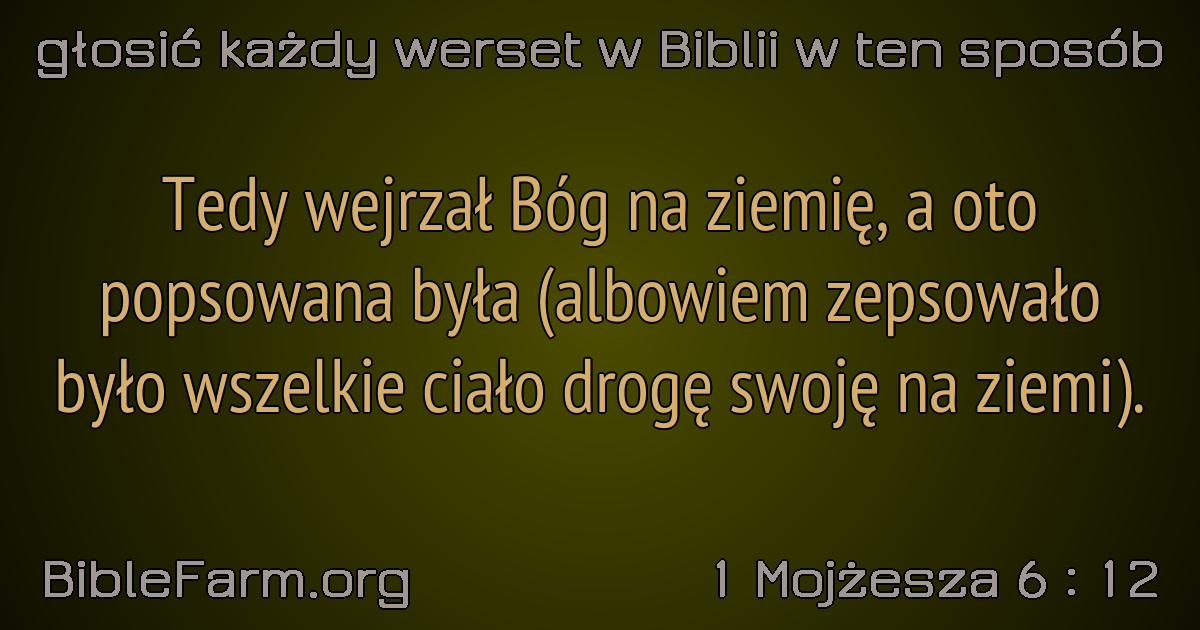 głosić każdy werset w Biblii w ten sposób
Tedy wejrzał Bóg na ziemię, a oto
popsowana była (albowiem zepsowało
było wszelkie ciało drogę swoję na ziemi).
BibleFarm.org
1 Mojżesza 6 : 12